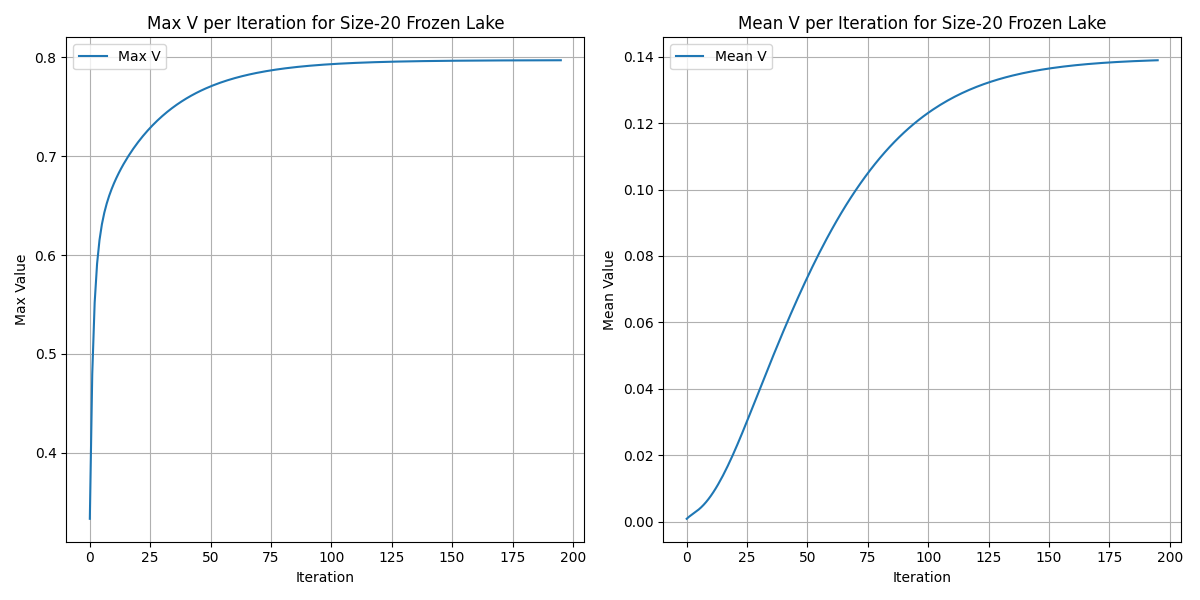 Max V per Iteration for Size-20 Frozen Lake
Max V
0.8
0.7
0.6
0.5
0.4
Max Value
0 25 50 75 100 125 150 175 200
Iteration
Mean V per Iteration for Size-20 Frozen Lake
Mean V
0.14
0.12
0.10
0.08
0.06
0.04
0.02
0.00
Mean Value
0 25 50 75 100 125 150 175 200
Iteration